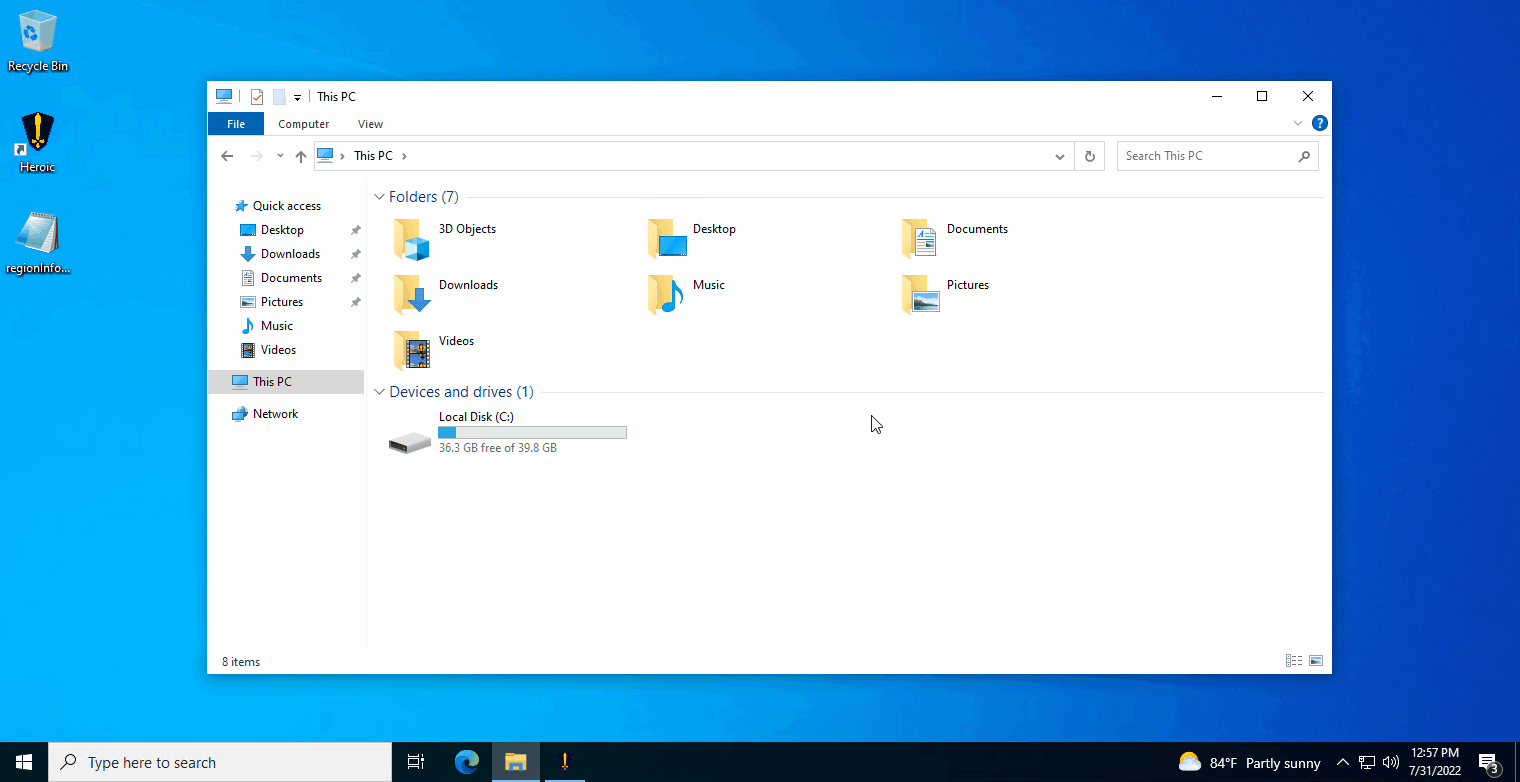 Recycle Bin
Heroic
regionInfo...
This PC
File
Computer
View
This PC
Search This PC
Quick access
Desktop
Downloads
Documents
Pictures
Music
Videos
This PC
Network
Folders (7)
3D Objects
Desktop
Documents
Downloads
Music
Pictures
Videos
Devices and drives (1)
Local Disk (C:)
36.3 GB free of 39.8 GB
8 items
Type here to search
84°F Partly sunny
12:57 PM
7/31/2022
3